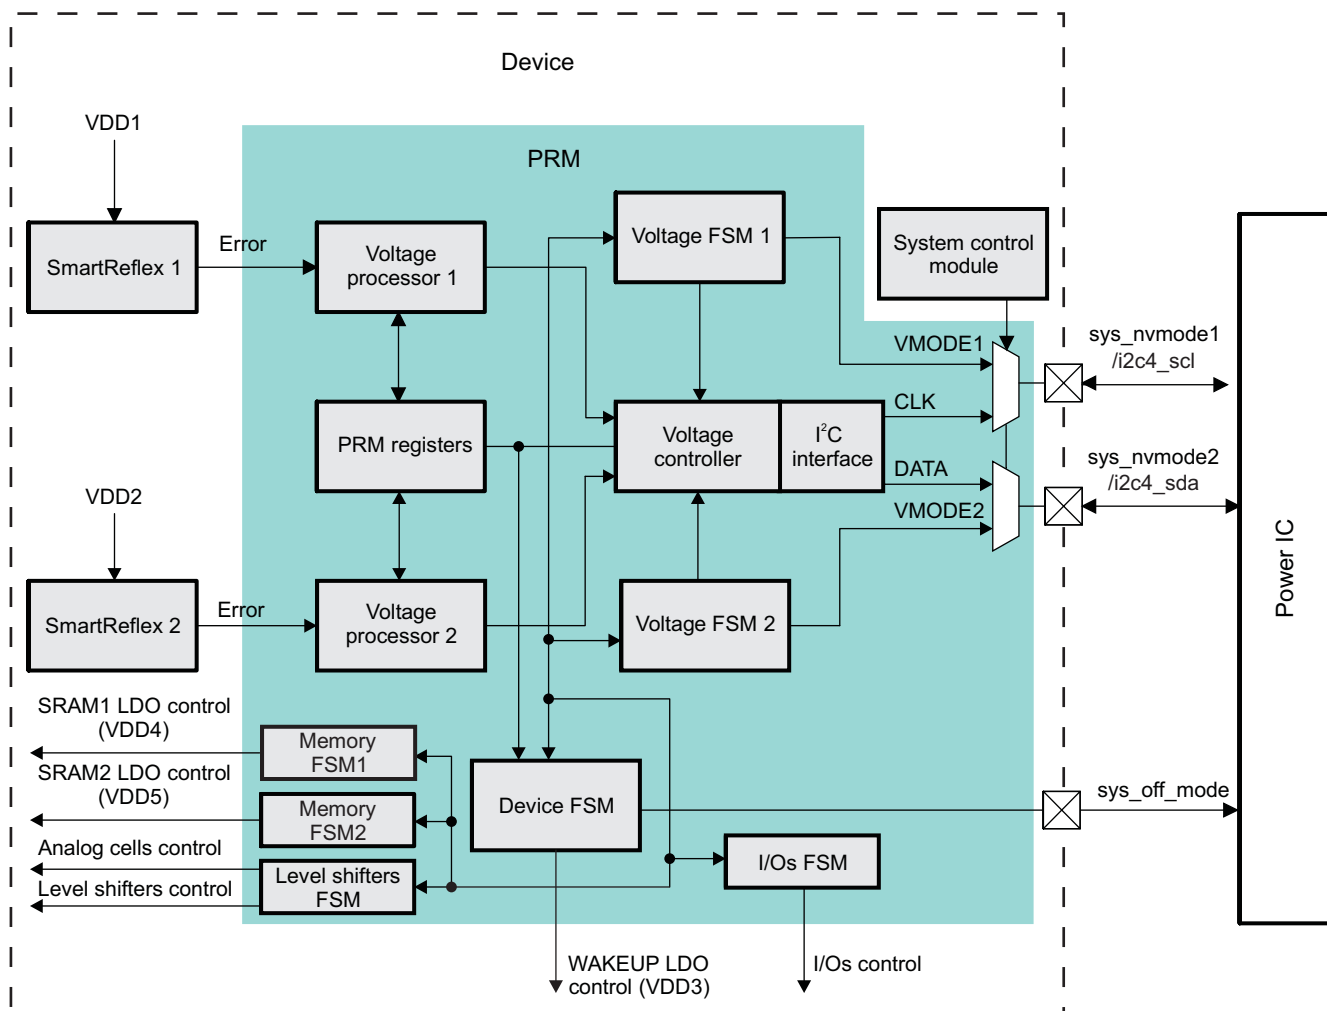 Device
VDD1
PRM
SmartReflex 1
Error
Voltage
processor 1
Voltage FSM 1
System control
module
sys_nvmode1
/i2c4_scl
VMODE1
CLK
PRM registers
Voltage
controller
I²C
interface
DATA
VMODE2
sys_nvmode2
/i2c4_sda
VDD2
Power IC
SmartReflex 2
Error
Voltage
processor 2
Voltage FSM 2
SRAM1 LDO control
(VDD4)
Memory
FSM1
SRAM2 LDO control
(VDD5)
Memory
FSM2
Device FSM
sys_off_mode
Analog cells control
Level shifters control
Level shifters
FSM
I/Os FSM
WAKEUP LDO
control (VDD3)
I/Os control